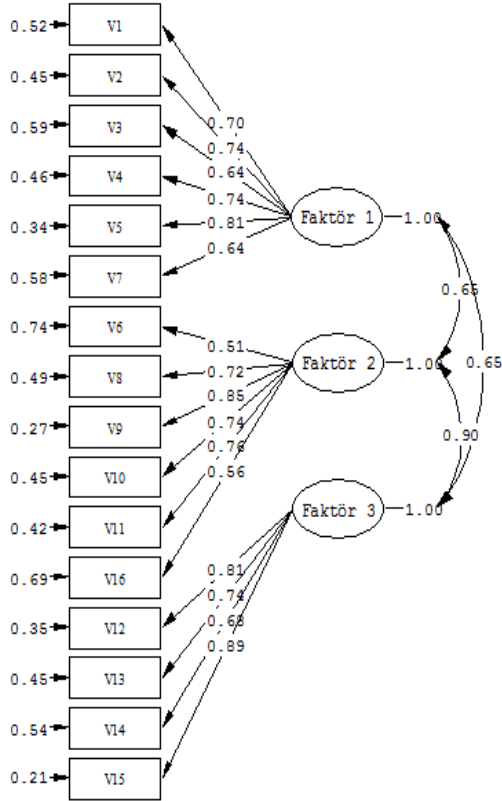 0.52 V1
0.45 V2
0.59 V3
0.46 V4
0.34 V5
0.58 V7
0.74 V6
0.49 V8
0.27 V9
0.45 V10
0.42 V11
0.69 V16
0.35 V12
0.45 V13
0.54 V14
0.21 V15
0.70
0.74
0.64
0.74
0.81
0.64
Faktör 1 1.00
0.51
0.72
0.85
0.74
0.76
0.56
Faktör 2 1.00
0.81
0.74
0.68
0.89
Faktör 3 1.00
0.65
0.65
0.90